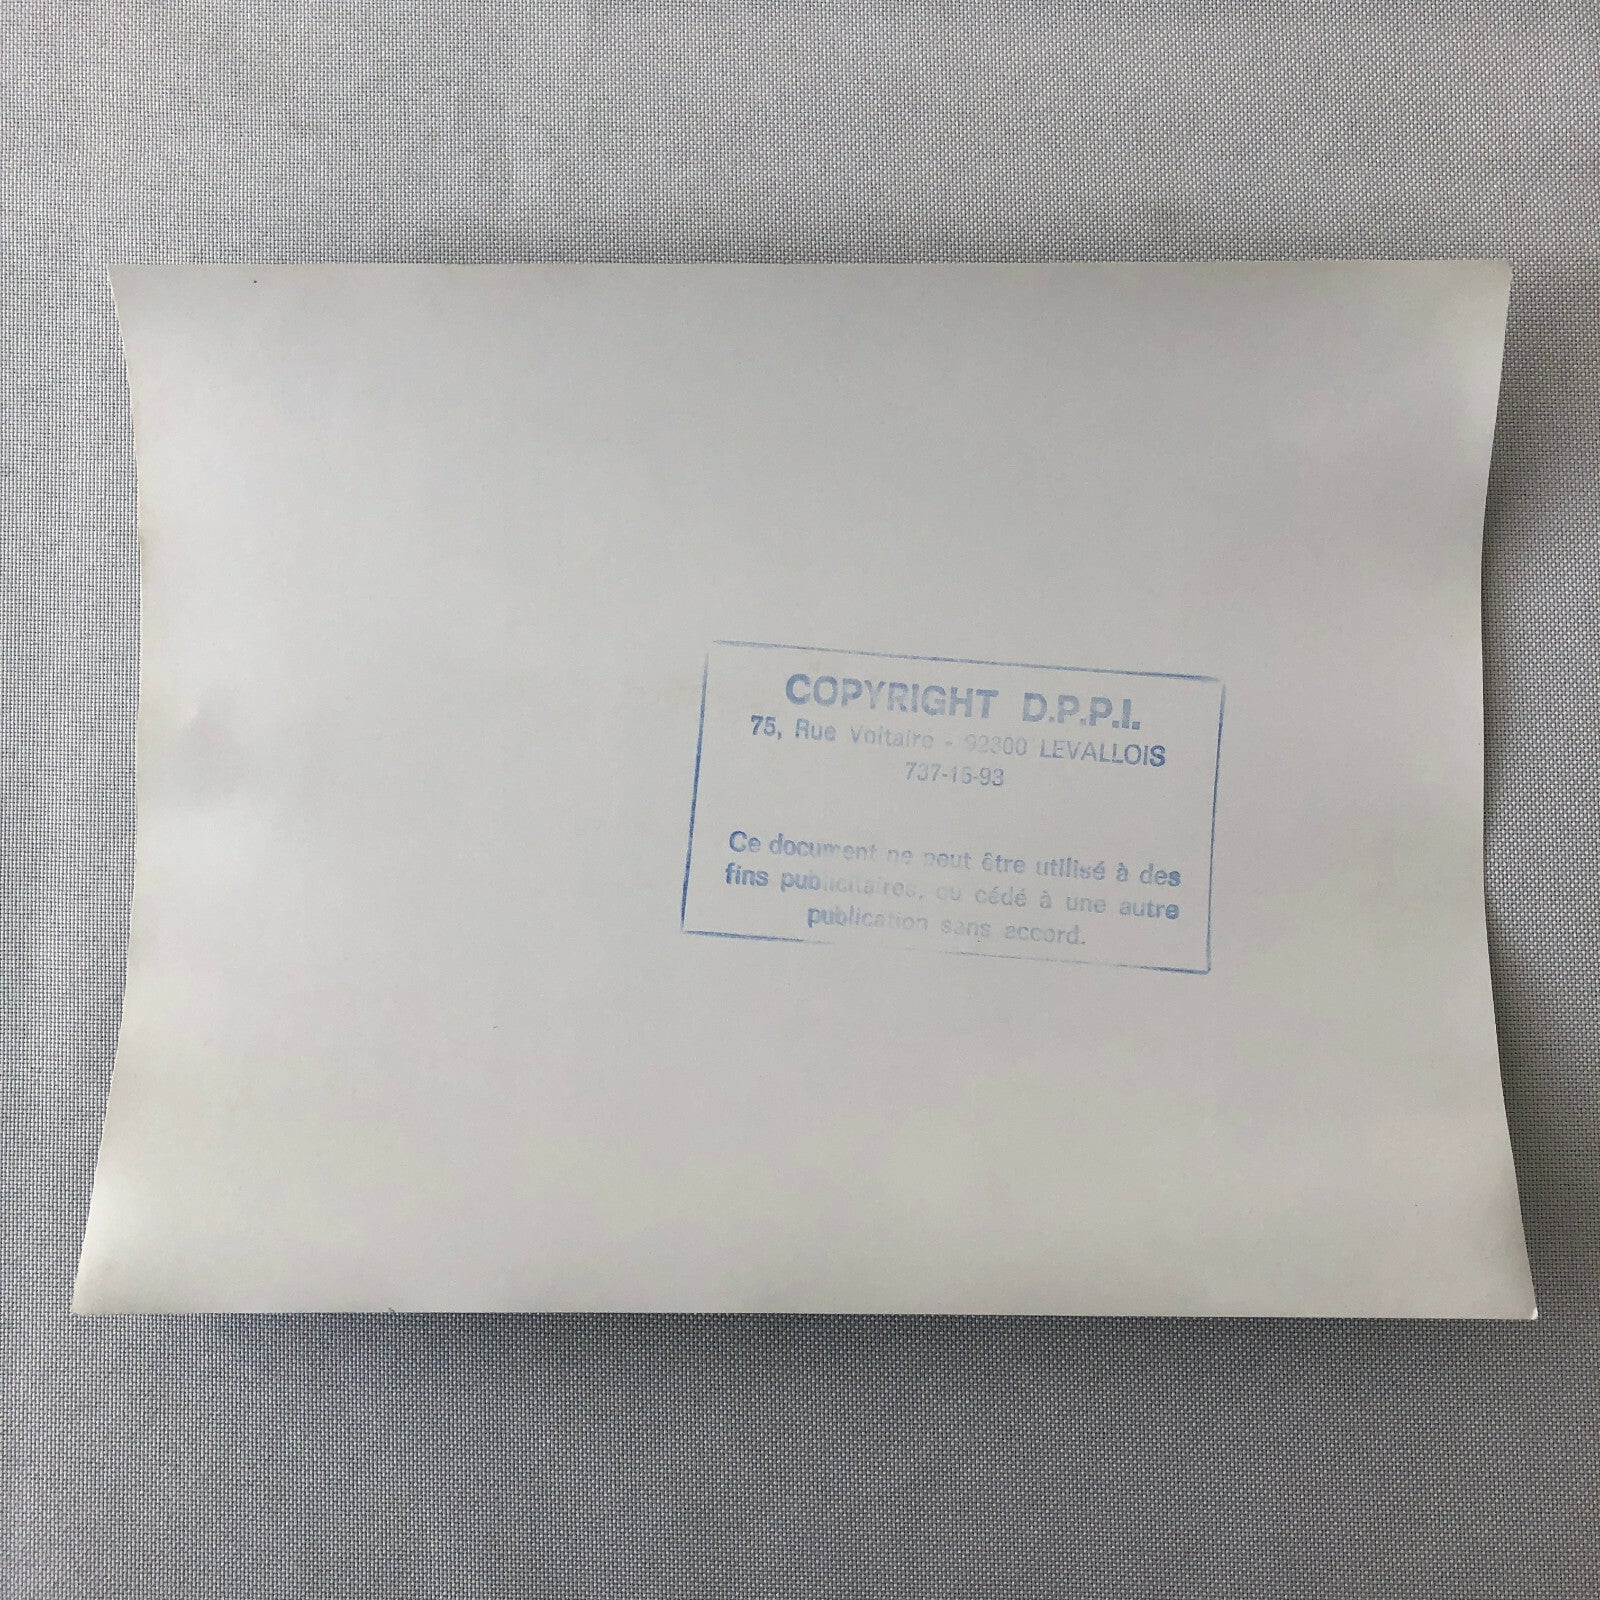 COPYRIGHT D.P.P.I.
75, Rue Voltaire - 92300 LEVALLOIS
737-15-93
Ce document ne peut être utilisé à des
fins publicitaires, ou cédé à une autre
publication sans accord.